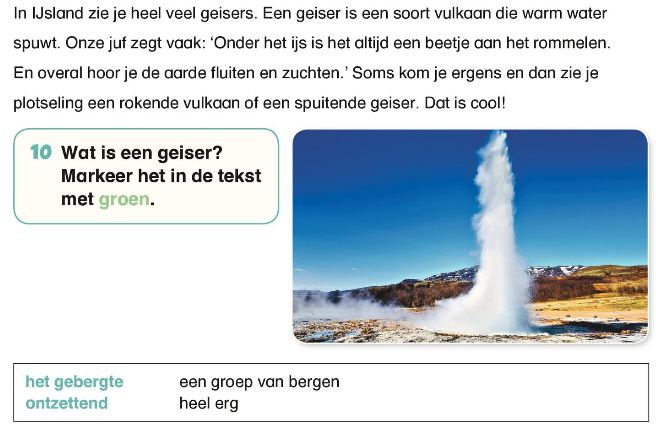 In IJsland zie je heel veel geisers. Een geiser is een soort vulkaan die warm water
spuwt. Onze juf zegt vaak: ‘Onder het ijs is het altijd een beetje aan het rommelen.
En overal hoor je de aarde fluiten en zuchten.’ Soms kom je ergens en dan zie je
plotseling een rokende vulkaan of een spuitende geiser. Dat is cool!
10 Wat is een geiser?
Markeer het in de tekst
met groen.
het gebergte een groep van bergen
ontzettend heel erg